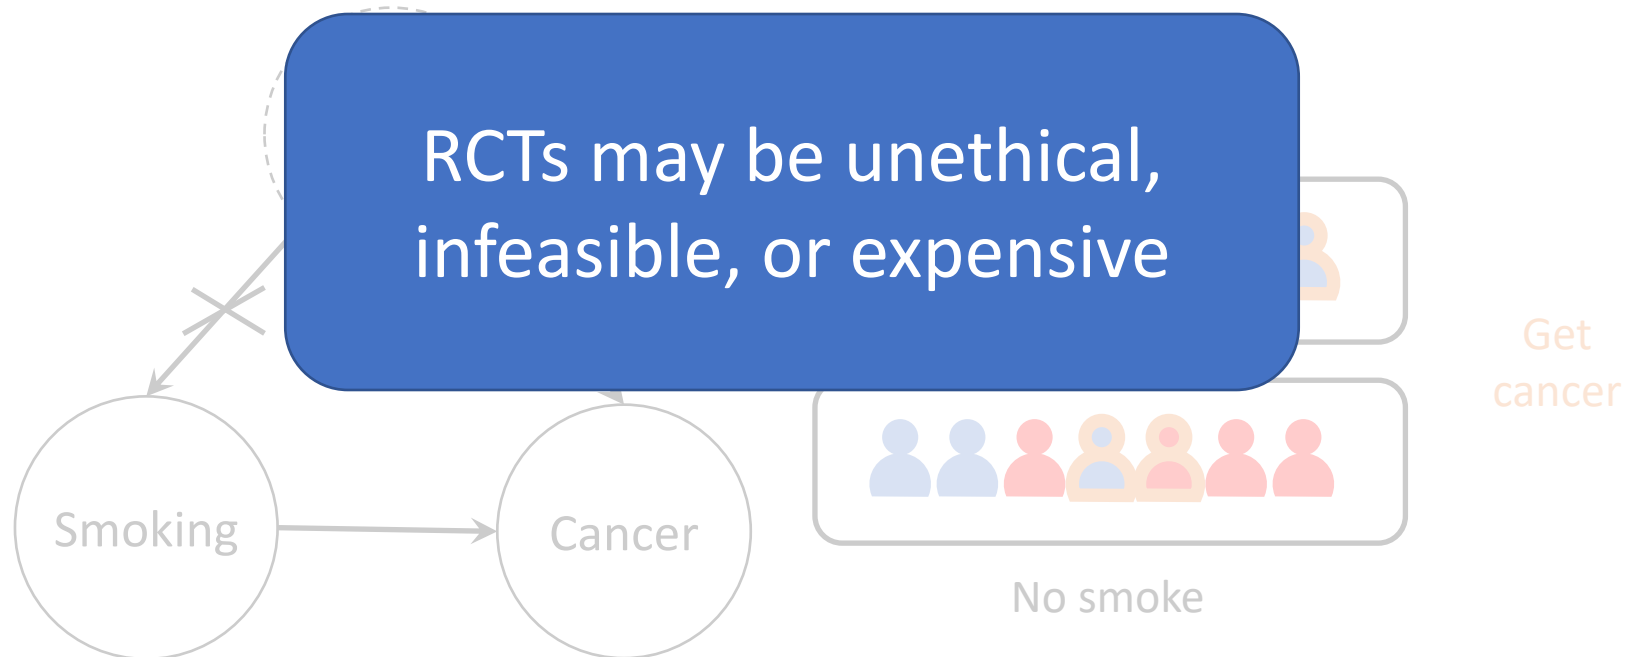 RCTs may be unethical,
infeasible, or expensive
Get
cancer
Smoking
Cancer
No smoke